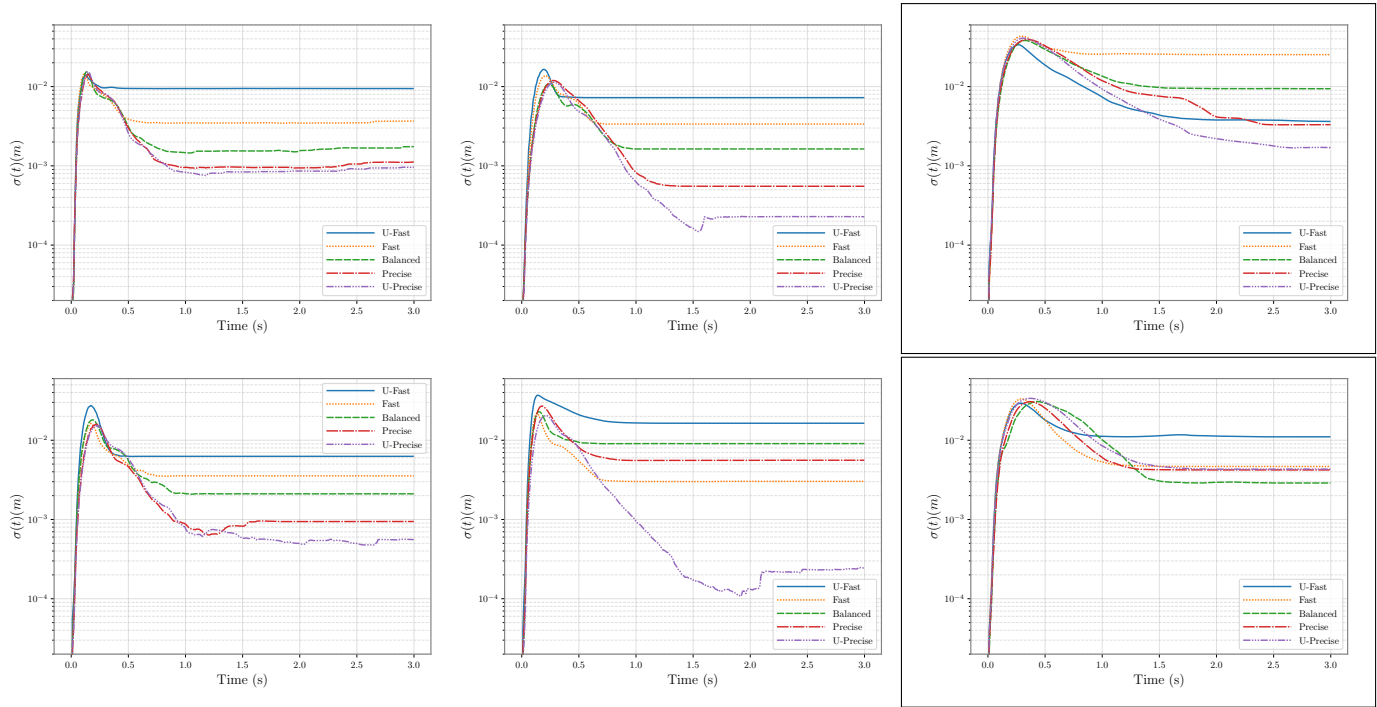 10⁻²
10⁻³
10⁻⁴
σ(t)(m)
U-Fast
Fast
Balanced
Precise
U-Precise
0.0 0.5 1.0 1.5 2.0 2.5 3.0
Time (s)
10⁻²
10⁻³
10⁻⁴
σ(t)(m)
U-Fast
Fast
Balanced
Precise
U-Precise
0.0 0.5 1.0 1.5 2.0 2.5 3.0
Time (s)
10⁻²
10⁻³
10⁻⁴
σ(t)(m)
U-Fast
Fast
Balanced
Precise
U-Precise
0.0 0.5 1.0 1.5 2.0 2.5 3.0
Time (s)
10⁻²
10⁻³
10⁻⁴
σ(t)(m)
U-Fast
Fast
Balanced
Precise
U-Precise
0.0 0.5 1.0 1.5 2.0 2.5 3.0
Time (s)
10⁻²
10⁻³
10⁻⁴
σ(t)(m)
U-Fast
Fast
Balanced
Precise
U-Precise
0.0 0.5 1.0 1.5 2.0 2.5 3.0
Time (s)
10⁻²
10⁻³
10⁻⁴
σ(t)(m)
U-Fast
Fast
Balanced
Precise
U-Precise
0.0 0.5 1.0 1.5 2.0 2.5 3.0
Time (s)